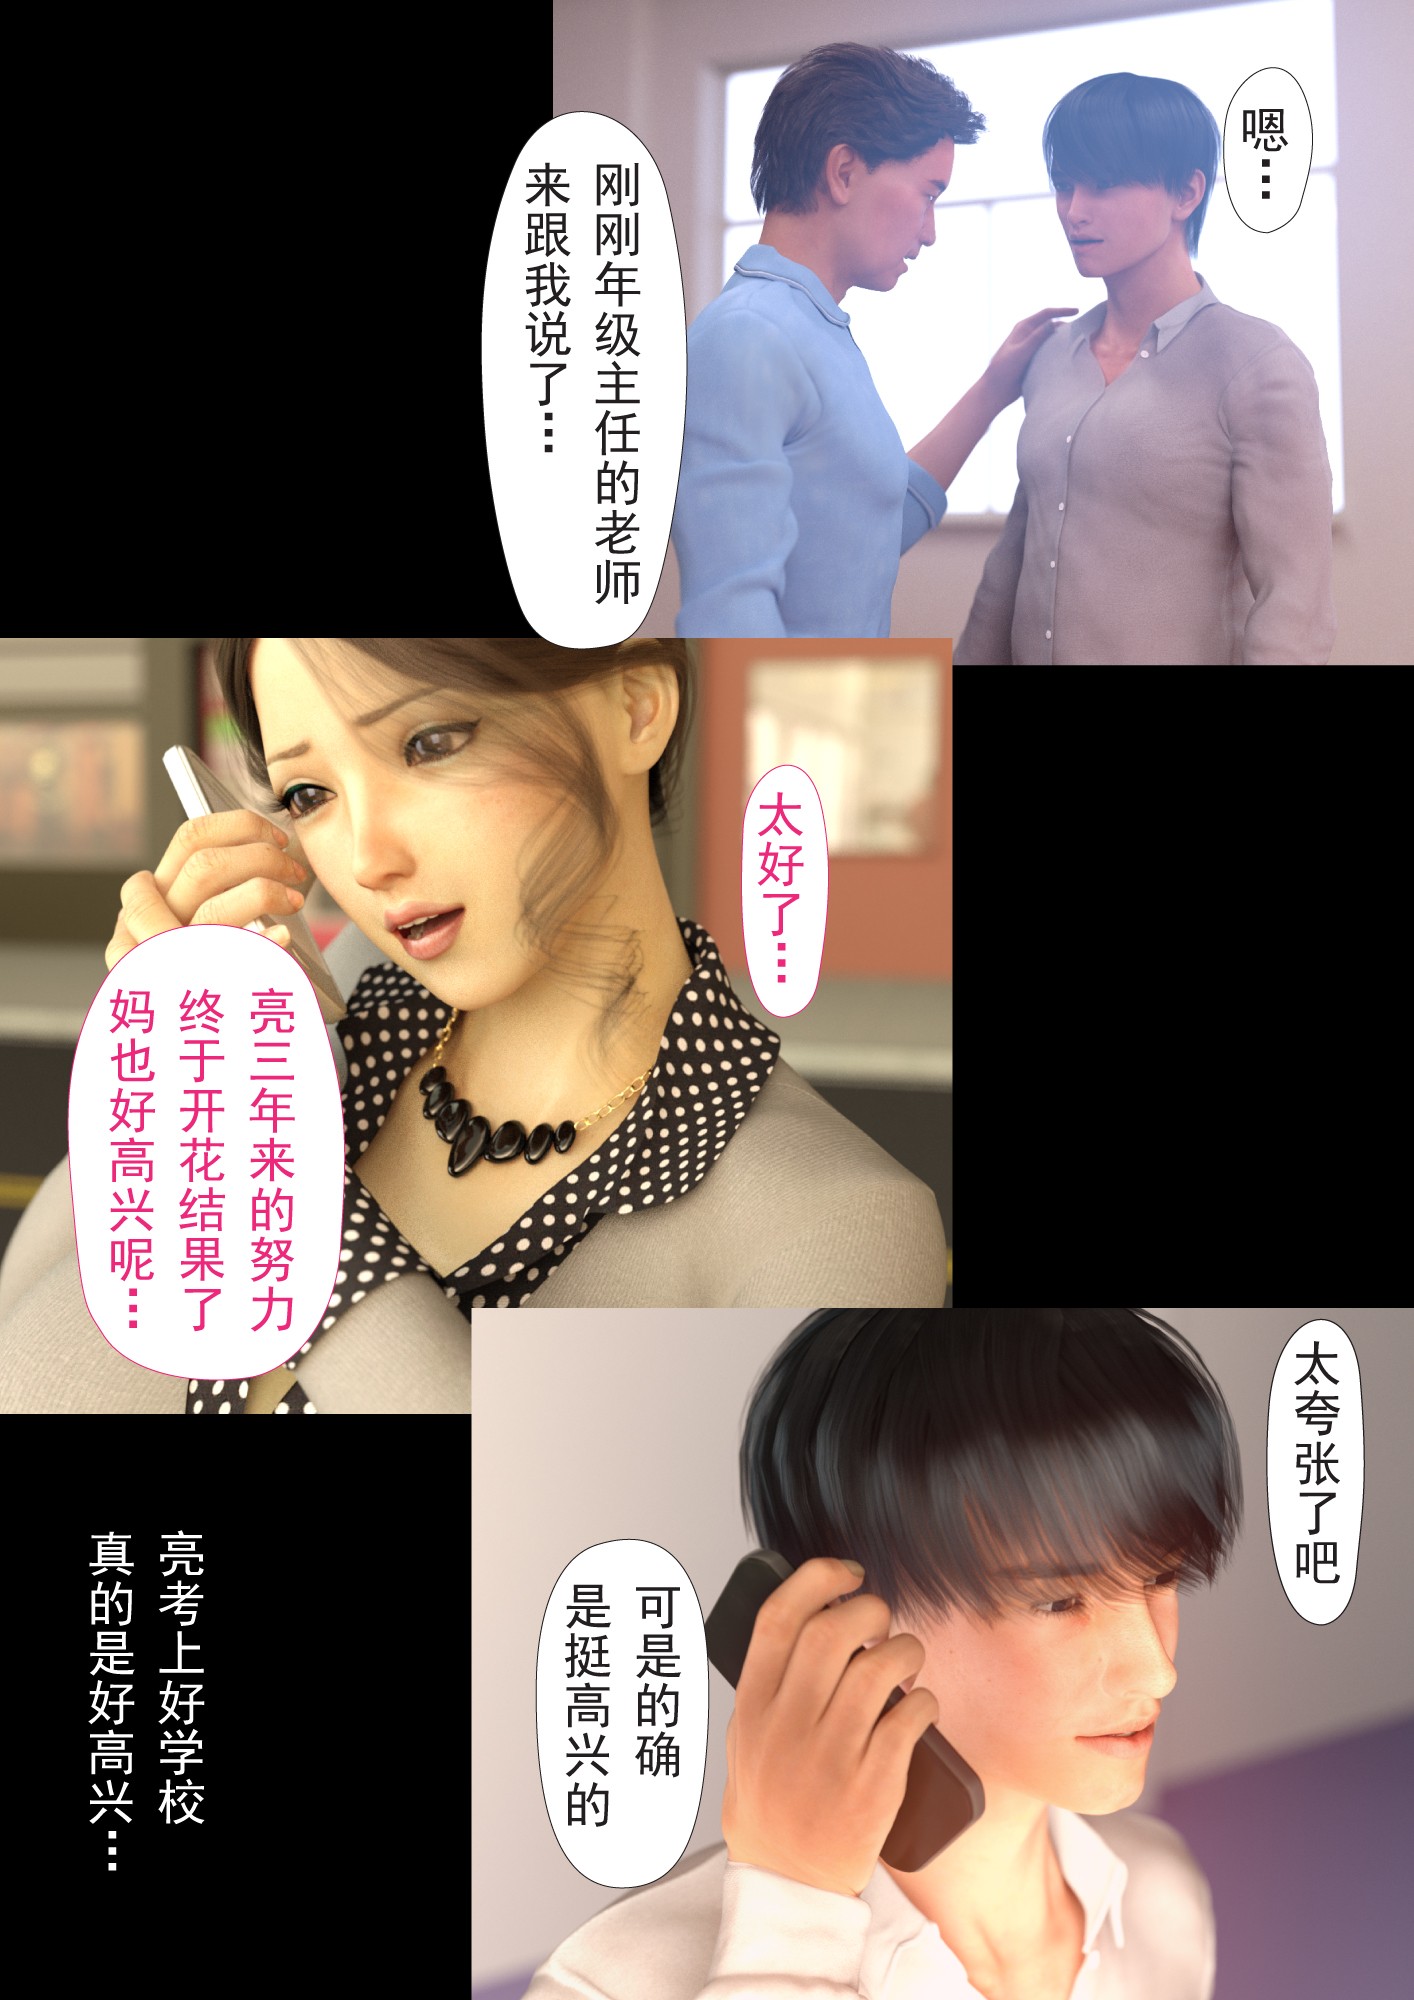 嗯…
刚刚年级主任的老师
来跟我说了…
太好了…
亮三年来的努力
终于开花结果了
妈也好高兴呢…
太夸张了吧
可是的确
是挺高兴的
亮考上好学校
真的是好高兴…